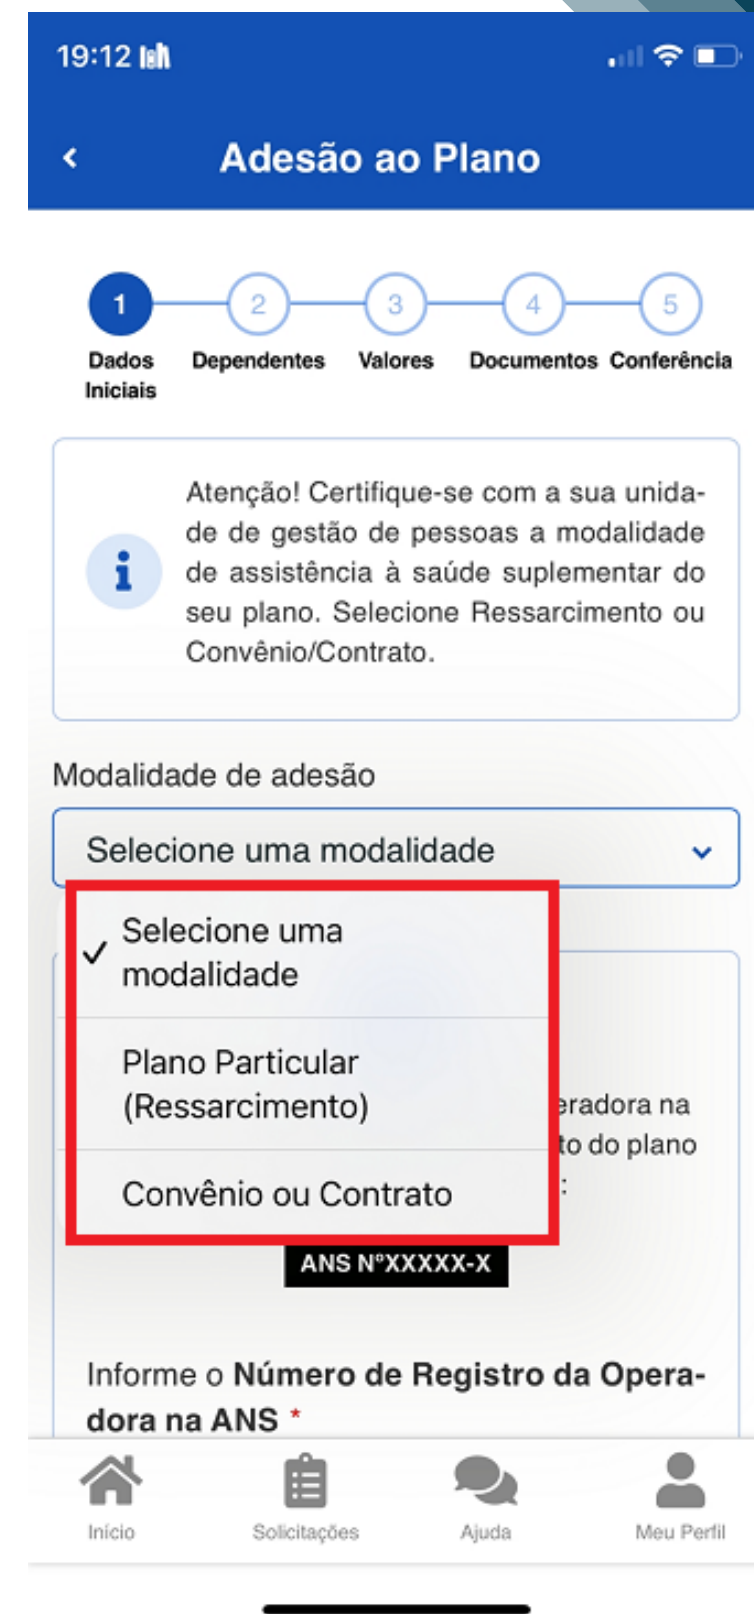 19:12
Adesão ao Plano
1 2 3 4 5
Dados Iniciais Dependentes Valores Documentos Conferência
Atenção! Certifique-se com a sua unida-
de de gestão de pessoas a modalidade
de assistência à saúde suplementar do
seu plano. Selecione Ressarcimento ou
Convênio/Contrato.
Modalidade de adesão
Selecione uma modalidade
Selecione uma
modalidade
Plano Particular
(Ressarcimento)
eradora na
to do plano
:
Convênio ou Contrato
ANS NºXXXXX-X
Informe o Número de Registro da Opera-
dora na ANS *
Início Solicitações Ajuda Meu Perfil